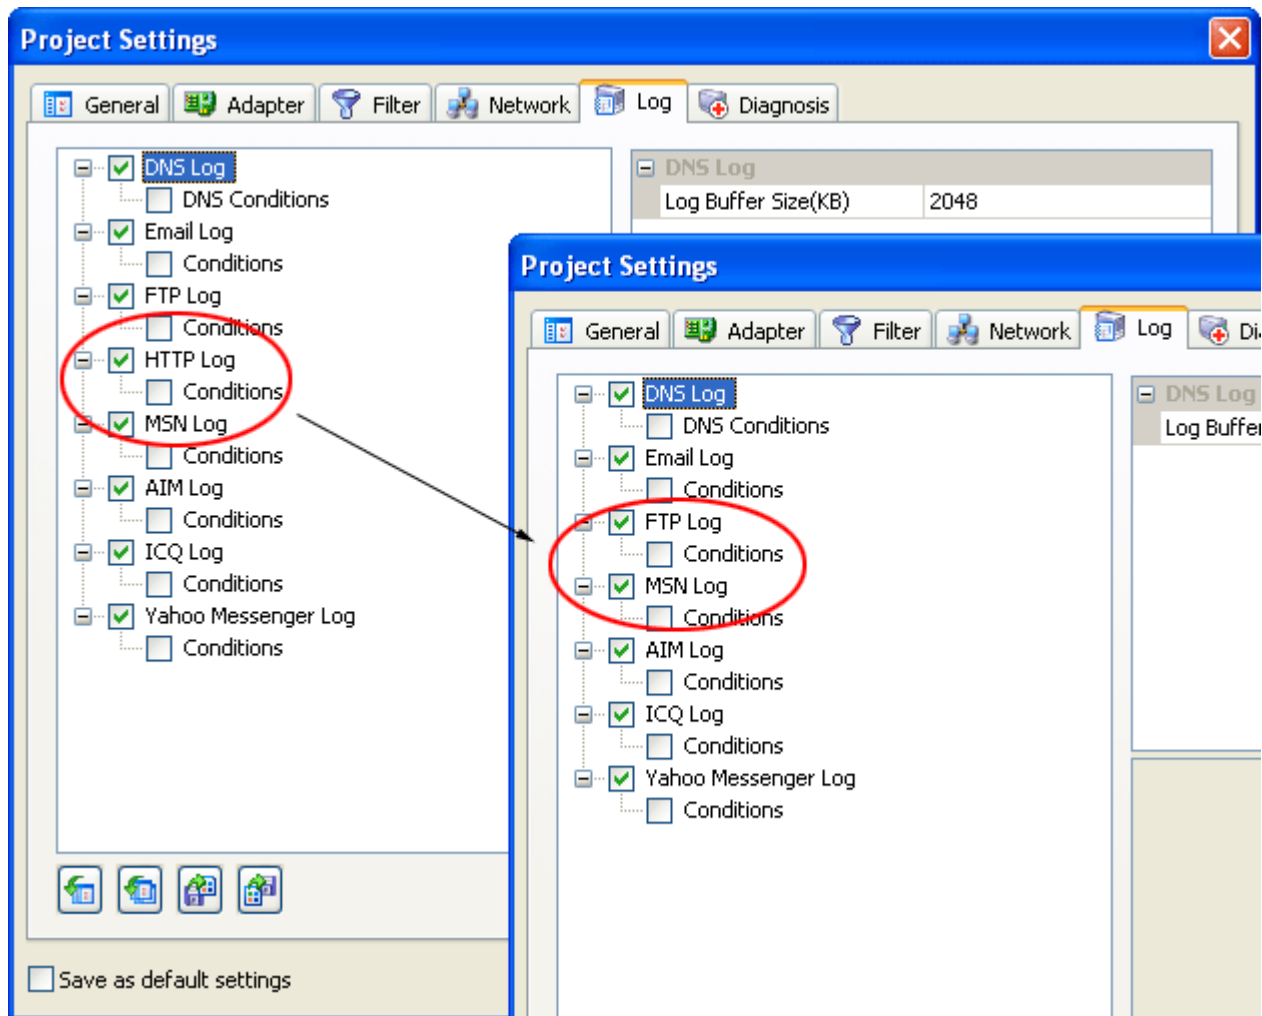 Project Settings
General Adapter Filter Network Log Diagnosis
DNS Log
DNS Conditions
Email Log
Conditions
FTP Log
Conditions
HTTP Log
Conditions
MSN Log
Conditions
AIM Log
Conditions
ICQ Log
Conditions
Yahoo Messenger Log
Conditions
DNS Log
Log Buffer Size(KB) 2048
Save as default settings
Project Settings
General Adapter Filter Network Log Di
DNS Log
DNS Conditions
Email Log
Conditions
FTP Log
Conditions
MSN Log
Conditions
AIM Log
Conditions
ICQ Log
Conditions
Yahoo Messenger Log
Conditions
DNS Log
Log Buffer